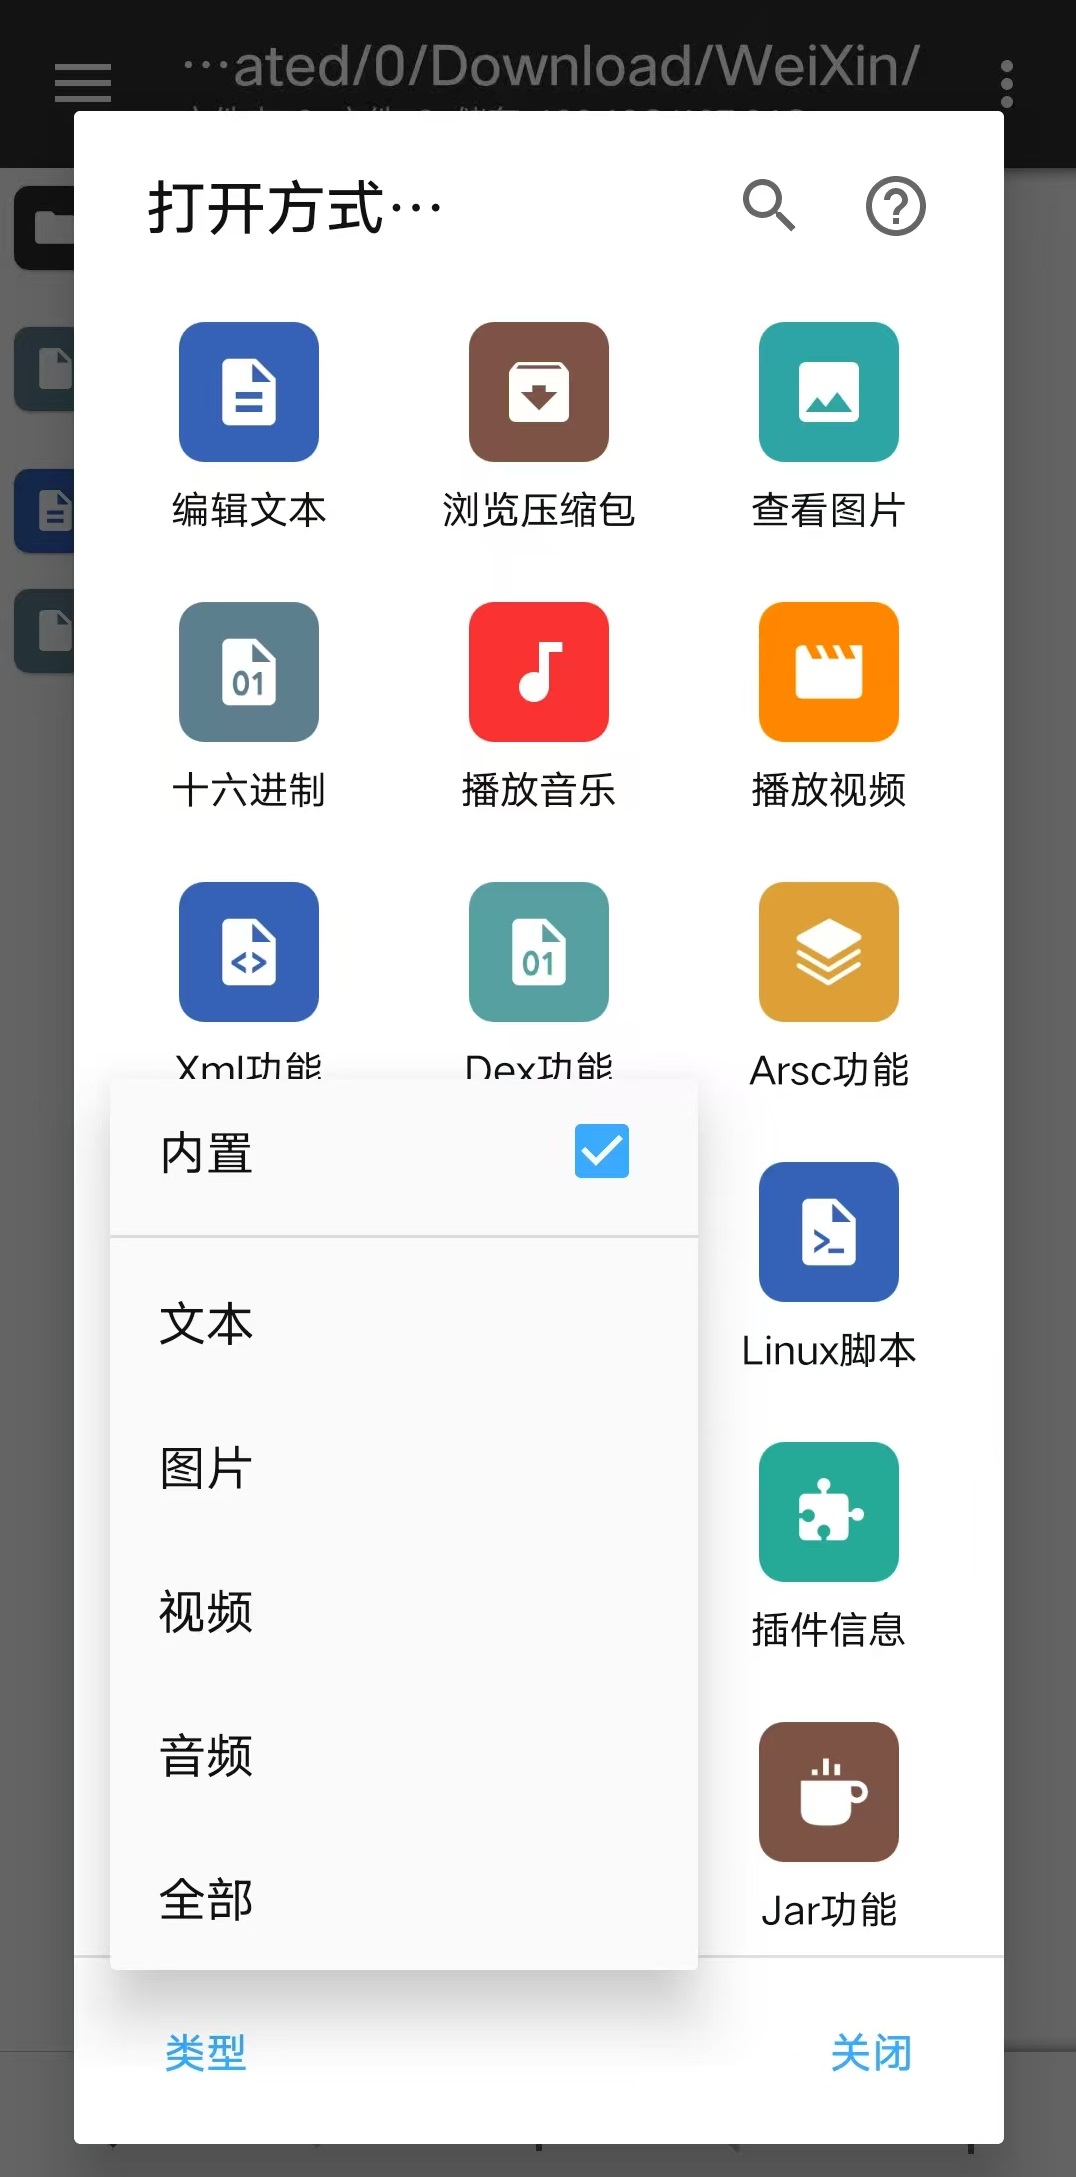 …ated/0/Download/WeiXin/
打开方式…
编辑文本
浏览压缩包
查看图片
01
十六进制
播放音乐
播放视频
01
Xml功能
Dex功能
Arsc功能
内置
文本
Linux脚本
图片
视频
插件信息
音频
全部
Jar功能
类型
关闭